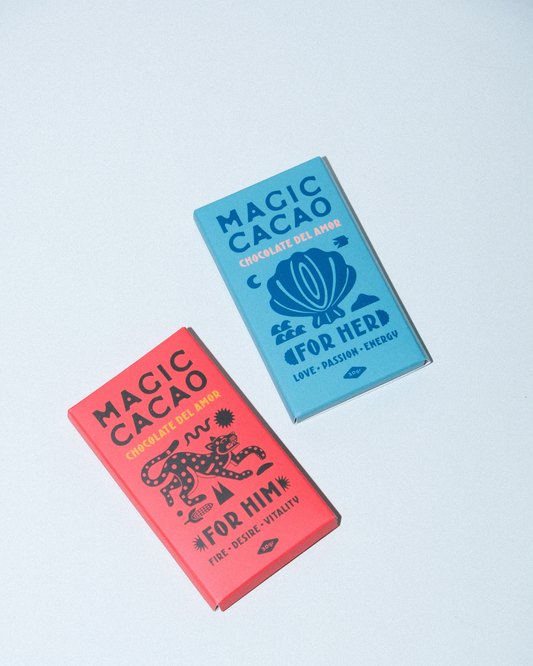 MAGIC
CACAO
CHOCOLATE DEL AMOR
FOR HER
LOVE • PASSION • ENERGY
MAGIC
CACAO
CHOCOLATE DEL AMOR
FOR HIM
FIRE • DESIRE • VITALITY